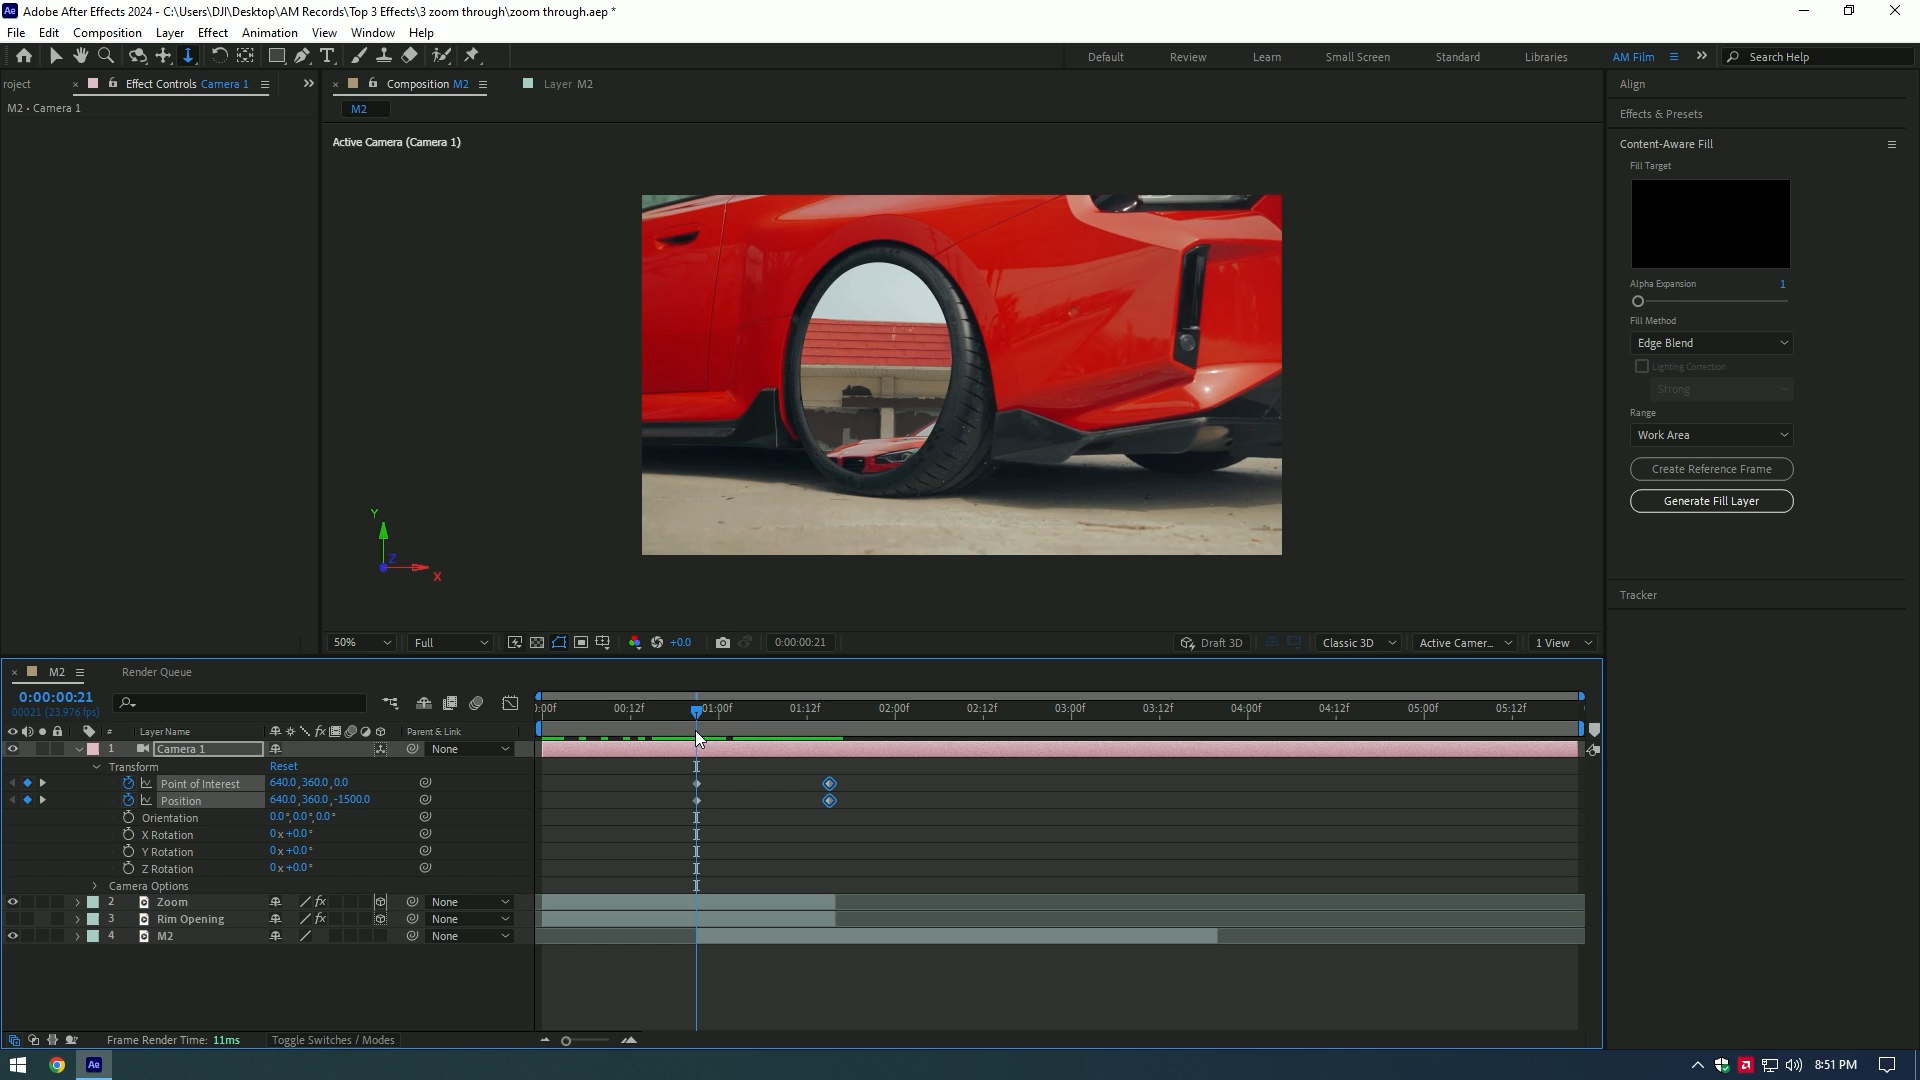 Adobe After Effects 2024 - C:\Users\DJI\Desktop\AM Records\Top 3 Effects\3 zoom through\zoom through.aep *
File Edit Composition Layer Effect Animation View Window Help
Default Review Learn Small Screen Standard Libraries AM Film Search Help
roject Effect Controls Camera 1 Composition M2 Layer M2 Align
M2 • Camera 1
M2
Active Camera (Camera 1)
Effects & Presets
Content-Aware Fill
Fill Target
Alpha Expansion 1
Fill Method
Edge Blend
Lighting Correction
Strong
Range
Work Area
Create Reference Frame
Generate Fill Layer
Tracker
Y
Z
X
50% Full +0.0 0:00:00:21 Draft 3D Classic 3D Active Camer... 1 View
M2 Render Queue
0:00:00:21
00021 (23.976 fps)
):00f 00:12f 01:00f 01:12f 02:00f 02:12f 03:00f 03:12f 04:00f 04:12f 05:00f 05:12f
# Layer Name Parent & Link
1 Camera 1 None
Transform Reset
Point of Interest 640.0,360.0,0.0
Position 640.0,360.0,-1500.0
Orientation 0.0°,0.0°,0.0°
X Rotation 0x+0.0°
Y Rotation 0x+0.0°
Z Rotation 0x+0.0°
Camera Options
2 Zoom None
3 Rim Opening None
4 M2 None
Frame Render Time: 11ms Toggle Switches / Modes
Ae 8:51 PM